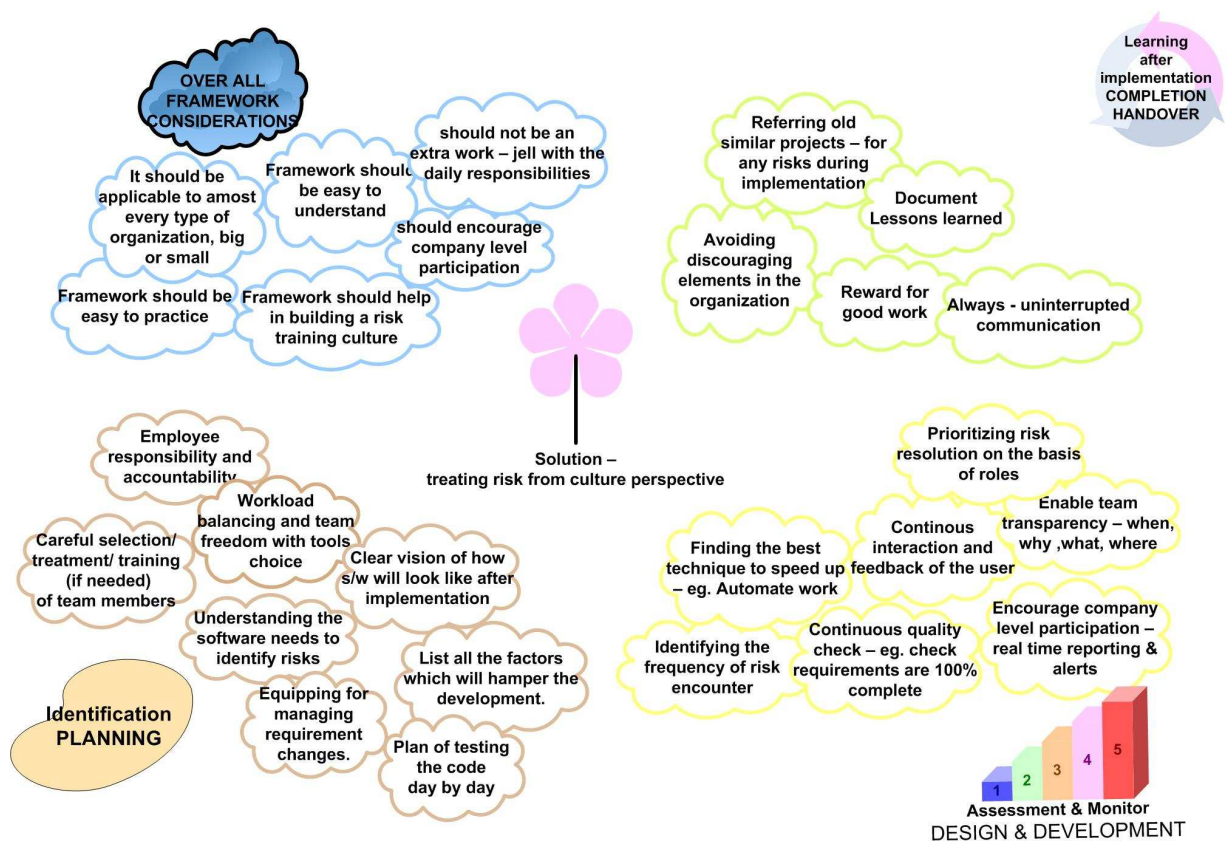 OVER ALL
FRAMEWORK
CONSIDERATIONS
should not be an
extra work – jell with the
daily responsibilities
It should be
applicable to amost
every type of
organization, big
or small
Framework should
be easy to
understand
should encourage
company level
participation
Framework should be
easy to practice
Framework should help
in building a risk
training culture
Learning
after
implementation
COMPLETION
HANDOVER
Referring old
similar projects – for
any risks during
implementation
Document
Lessons learned
Avoiding
discouraging
elements in the
organization
Reward for
good work
Always - uninterrupted
communication
Solution –
treating risk from culture perspective
Employee
responsibility and
accountability
Workload
balancing and team
freedom with tools
choice
Careful selection/
treatment/ training
(if needed)
of team members
Clear vision of how
s/w will look like after
implementation
Understanding the
software needs to
identify risks
List all the factors
which will hamper the
development.
Equipping for
managing
requirement
changes.
Plan of testing
the code
day by day
Identification
PLANNING
Prioritizing risk
resolution on the basis
of roles
Enable team
transparency – when,
why ,what, where
Continous
interaction and
feedback of the user
Finding the best
technique to speed up
– eg. Automate work
Encourage company
level participation –
real time reporting &
alerts
Identifying the
frequency of risk
encounter
Continuous quality
check – eg. check
requirements are 100%
complete
1
2
3
4
5
Assessment & Monitor
DESIGN & DEVELOPMENT